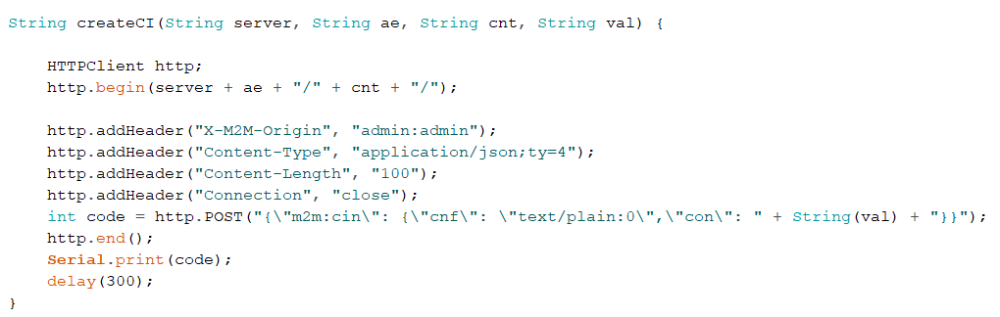 String createCI(String server, String ae, String cnt, String val) {
HTTPClient http;
http.begin(server + ae + "/" + cnt + "/");
http.addHeader("X-M2M-Origin", "admin:admin");
http.addHeader("Content-Type", "application/json;ty=4");
http.addHeader("Content-Length", "100");
http.addHeader("Connection", "close");
int code = http.POST("{\"m2m:cin\": {\"cnf\": \"text/plain:0\",\"con\": " + String(val) + "}}");
http.end();
Serial.print(code);
delay(300);
}